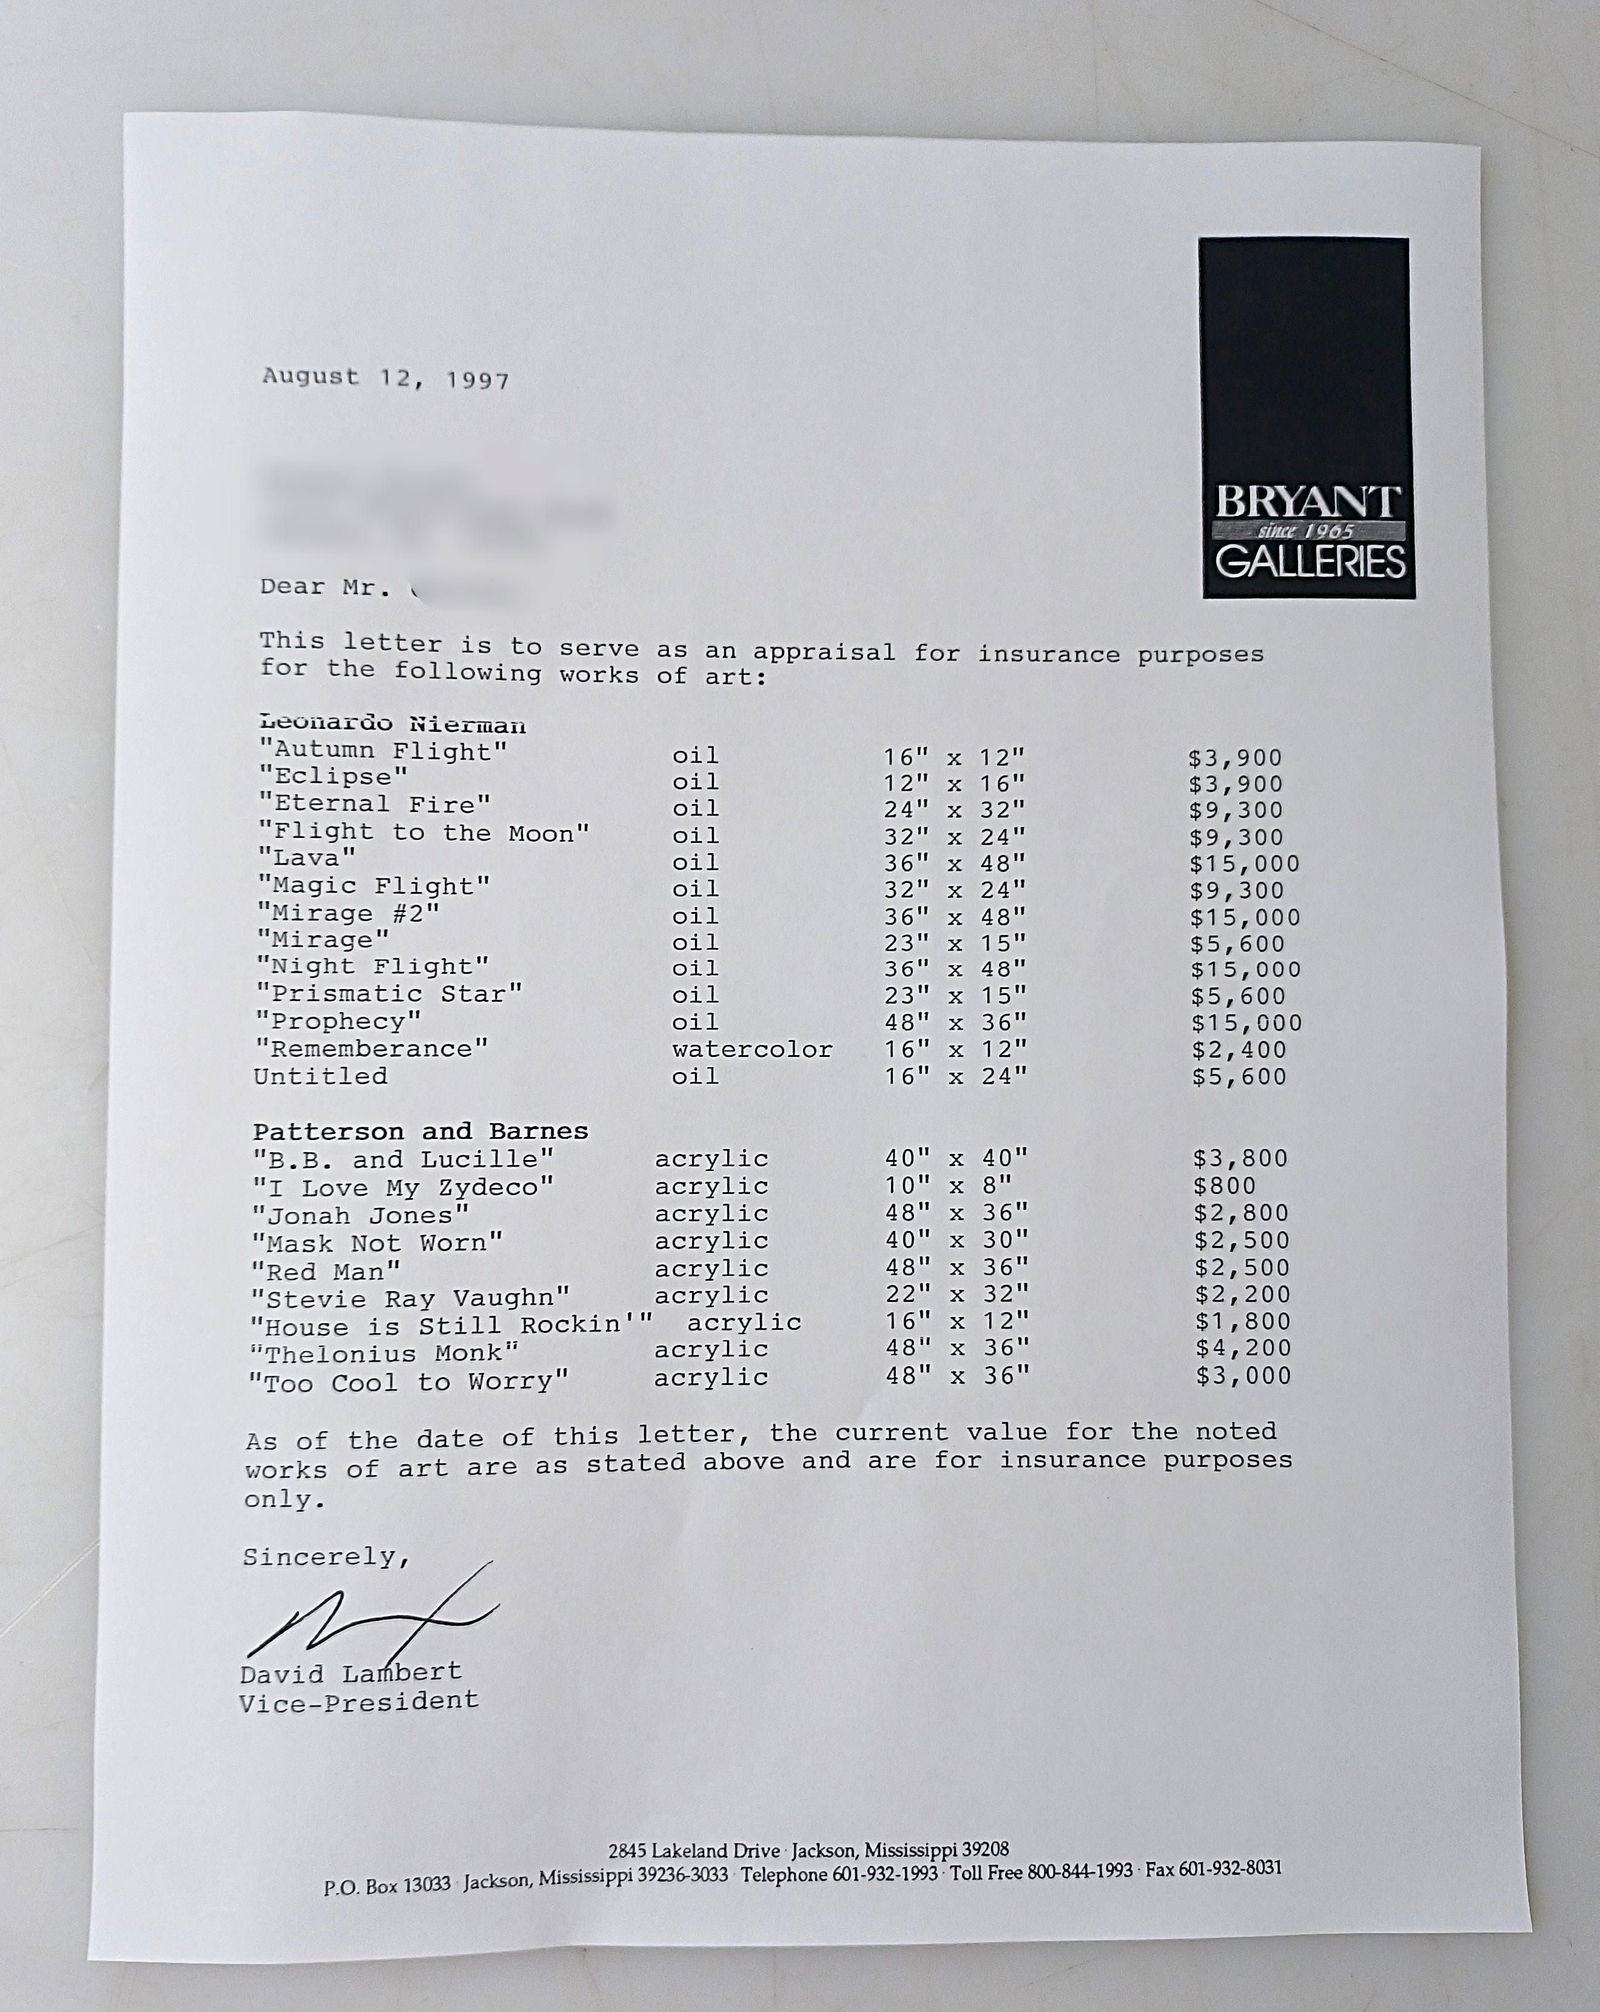 BRYANT
since 1965
GALLERIES
August 12, 1997
Dear Mr.
This letter is to serve as an appraisal for insurance purposes
for the following works of art:
Leonardo Nierman
"Autumn Flight" oil 16" x 12" $3,900
"Eclipse" oil 12" x 16" $3,900
"Eternal Fire" oil 24" x 32" $9,300
"Flight to the Moon" oil 32" x 24" $9,300
"Lava" oil 36" x 48" $15,000
"Magic Flight" oil 32" x 24" $9,300
"Mirage #2" oil 36" x 48" $15,000
"Mirage" oil 23" x 15" $5,600
"Night Flight" oil 36" x 48" $15,000
"Prismatic Star" oil 23" x 15" $5,600
"Prophecy" oil 48" x 36" $15,000
"Rememberance" watercolor 16" x 12" $2,400
Untitled oil 16" x 24" $5,600
Patterson and Barnes
"B.B. and Lucille" acrylic 40" x 40" $3,800
"I Love My Zydeco" acrylic 10" x 8" $800
"Jonah Jones" acrylic 48" x 36" $2,800
"Mask Not Worn" acrylic 40" x 30" $2,500
"Red Man" acrylic 48" x 36" $2,500
"Stevie Ray Vaughn" acrylic 22" x 32" $2,200
"House is Still Rockin'" acrylic 16" x 12" $1,800
"Thelonius Monk" acrylic 48" x 36" $4,200
"Too Cool to Worry" acrylic 48" x 36" $3,000
As of the date of this letter, the current value for the noted
works of art are as stated above and are for insurance purposes
only.
Sincerely,
David Lambert
Vice-President
2845 Lakeland Drive · Jackson, Mississippi 39208
P.O. Box 13033 · Jackson, Mississippi 39236-3033 · Telephone 601-932-1993 · Toll Free 800-844-1993 · Fax 601-932-8031